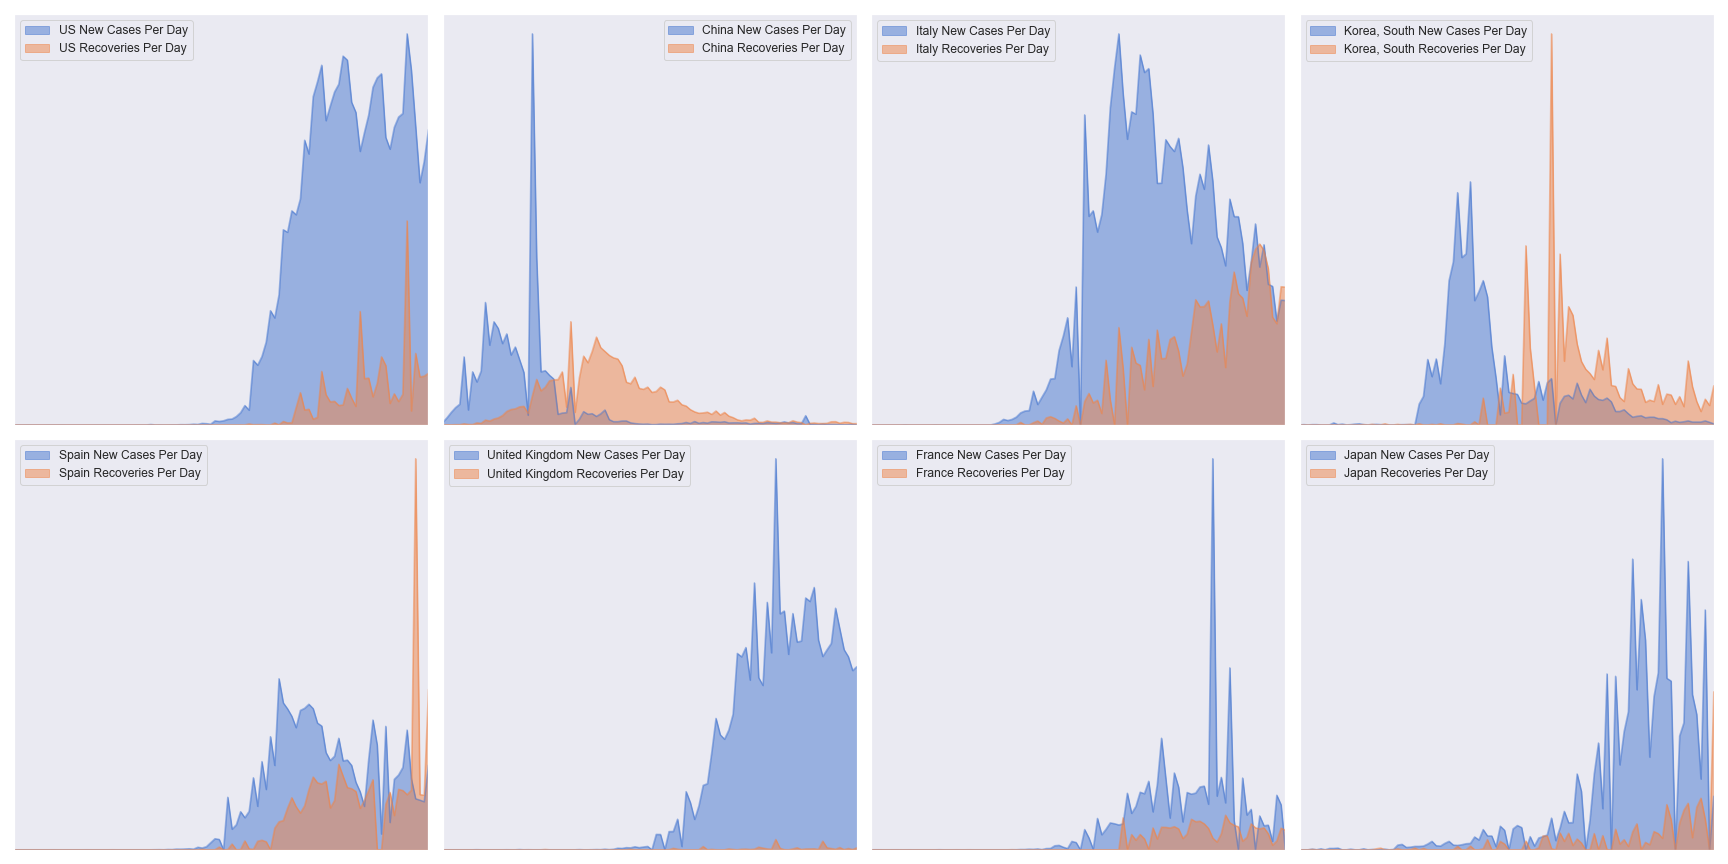 US New Cases Per Day
US Recoveries Per Day
China New Cases Per Day
China Recoveries Per Day
Italy New Cases Per Day
Italy Recoveries Per Day
Korea, South New Cases Per Day
Korea, South Recoveries Per Day
Spain New Cases Per Day
Spain Recoveries Per Day
United Kingdom New Cases Per Day
United Kingdom Recoveries Per Day
France New Cases Per Day
France Recoveries Per Day
Japan New Cases Per Day
Japan Recoveries Per Day